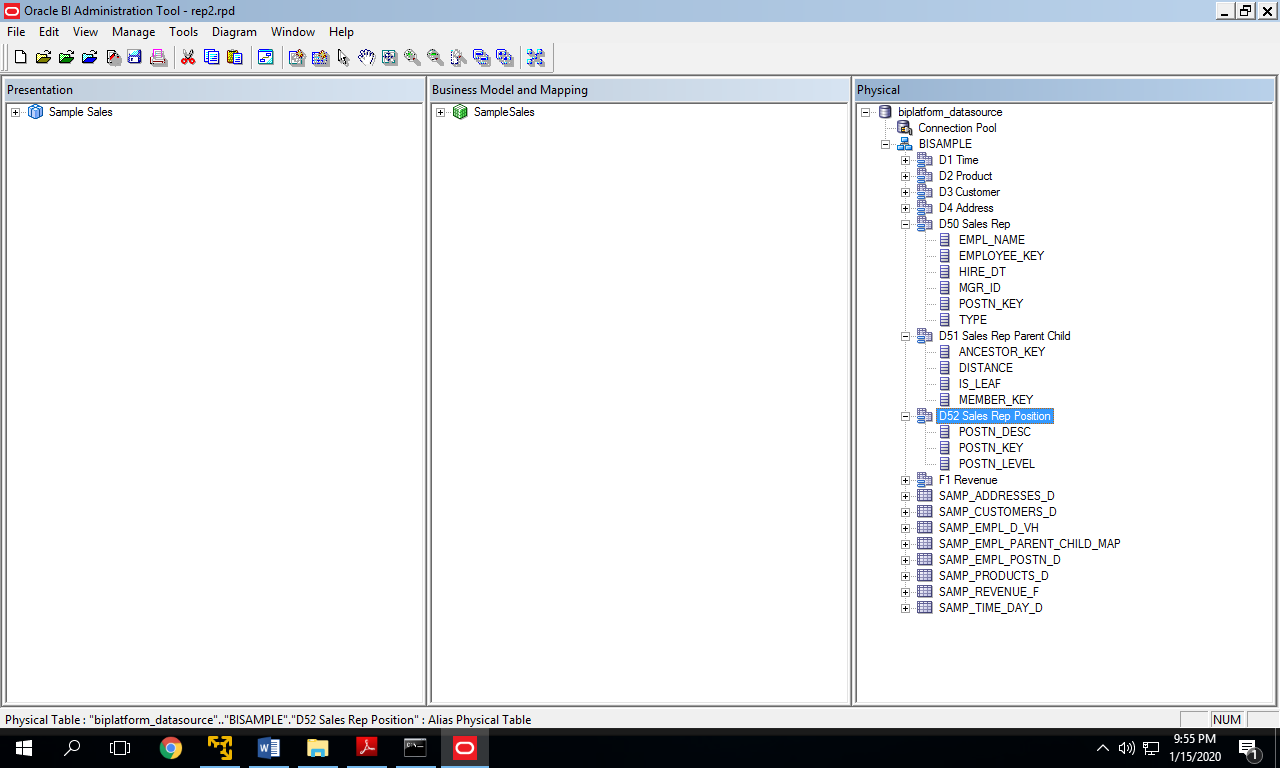 Oracle BI Administration Tool - rep2.rpd
File Edit View Manage Tools Diagram Window Help
Presentation
Sample Sales
Business Model and Mapping
SampleSales
Physical
biplatform_datasource
Connection Pool
BISAMPLE
D1 Time
D2 Product
D3 Customer
D4 Address
D50 Sales Rep
EMPL_NAME
EMPLOYEE_KEY
HIRE_DT
MGR_ID
POSTN_KEY
TYPE
D51 Sales Rep Parent Child
ANCESTOR_KEY
DISTANCE
IS_LEAF
MEMBER_KEY
D52 Sales Rep Position
POSTN_DESC
POSTN_KEY
POSTN_LEVEL
F1 Revenue
SAMP_ADDRESSES_D
SAMP_CUSTOMERS_D
SAMP_EMPL_D_VH
SAMP_EMPL_PARENT_CHILD_MAP
SAMP_EMPL_POSTN_D
SAMP_PRODUCTS_D
SAMP_REVENUE_F
SAMP_TIME_DAY_D
Physical Table : "biplatform_datasource".."BISAMPLE"."D52 Sales Rep Position" : Alias Physical Table
NUM
9:55 PM
1/15/2020
1